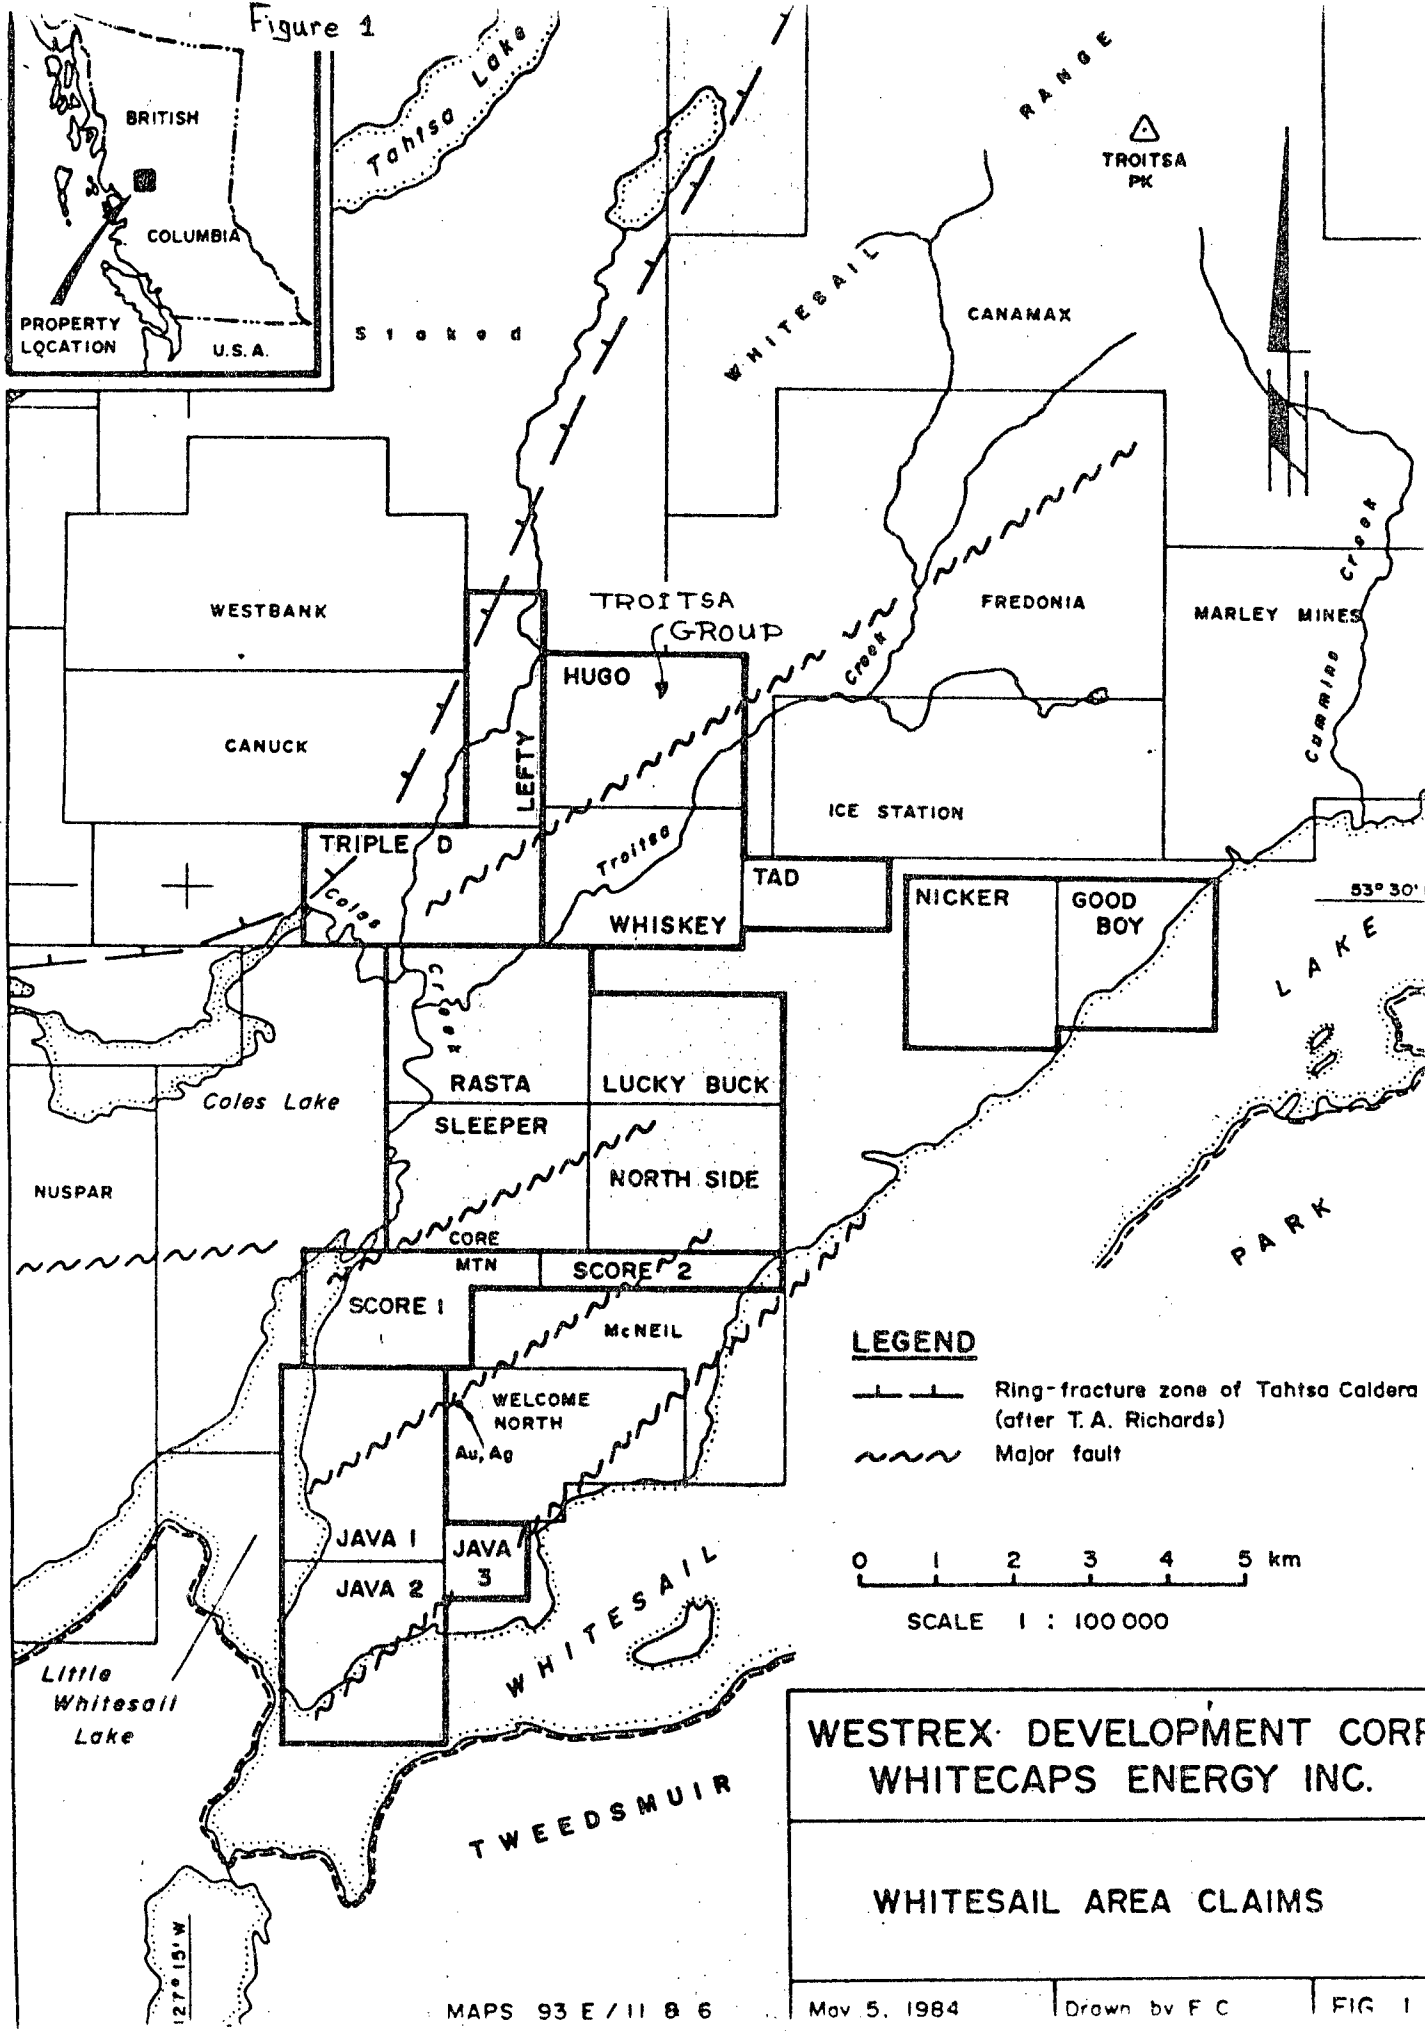 Figure 1
BRITISH
COLUMBIA
PROPERTY
LOCATION
U.S.A.
Tahtsa Lake
Staked
RANGE
TROITSA
PK
WHITESAIL
CANAMAX
WESTBANK
TROITSA
GROUP
FREDONIA
MARLEY MINES
Cummins Creek
HUGO
Creek
CANUCK
LEFTY
ICE STATION
TRIPLE D
Troitsa
Coles
TAD
WHISKEY
NICKER
GOOD
BOY
53° 30'
LAKE
Creek
RASTA
LUCKY BUCK
Coles Lake
SLEEPER
NUSPAR
NORTH SIDE
PARK
CORE
MTN
SCORE 2
SCORE 1
McNEIL
LEGEND
Ring-fracture zone of Tahtsa Caldera
(after T. A. Richards)
Major fault
WELCOME
NORTH
Au, Ag
JAVA 1
JAVA
3
JAVA 2
0 1 2 3 4 5 km
SCALE 1 : 100 000
WHITESAIL
Little
Whitesail
Lake
TWEEDSMUIR
WESTREX DEVELOPMENT CORP
WHITECAPS ENERGY INC.
WHITESAIL AREA CLAIMS
127° 15' W
MAPS 93 E / 11 & 6
May 5, 1984
Drawn by F C
FIG 1